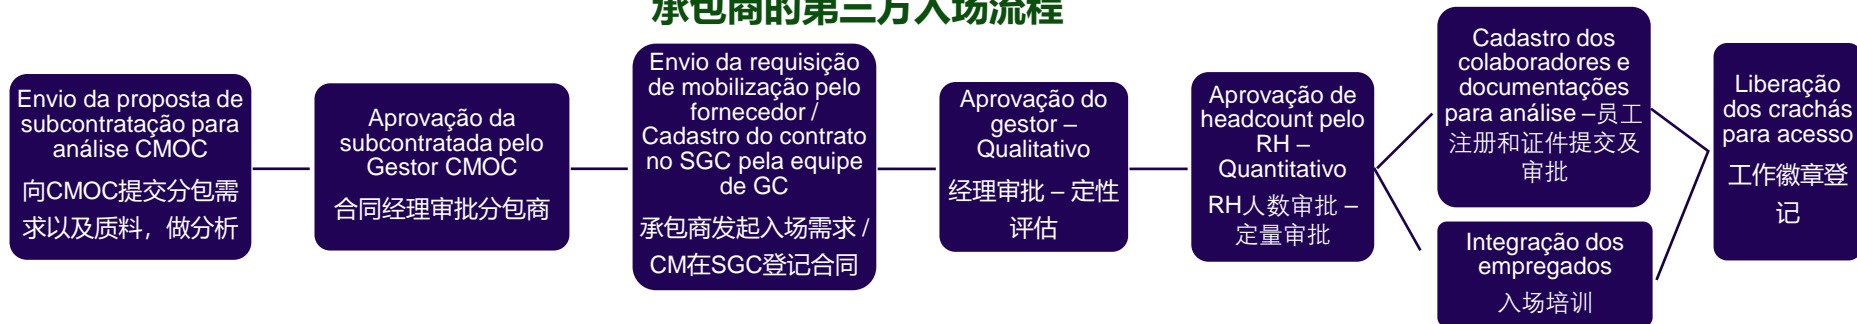 承包商的第三方入场流程
Envio da proposta de
subcontratação para
análise CMOC
向CMOC提交分包需
求以及质料，做分析
Aprovação da
subcontratada pelo
Gestor CMOC
合同经理审批分包商
Envio da requisição
de mobilização pelo
fornecedor /
Cadastro do contrato
no SGC pela equipe
de GC
承包商发起入场需求 /
CM在SGC登记合同
Aprovação do
gestor –
Qualitativo
经理审批 – 定性
评估
Aprovação de
headcount pelo
RH –
Quantitativo
RH人数审批 –
定量审批
Cadastro dos
colaboradores e
documentações
para análise –员工
注册和证件提交及
审批
Integração dos
empregados
入场培训
Liberação
dos crachás
para acesso
工作徽章登
记